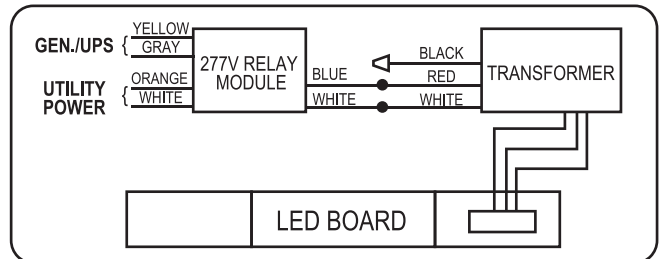 GEN./UPS { YELLOW
GRAY
UTILITY
POWER { ORANGE
WHITE
277V RELAY
MODULE
BLUE
WHITE
BLACK
RED
WHITE
TRANSFORMER
LED BOARD